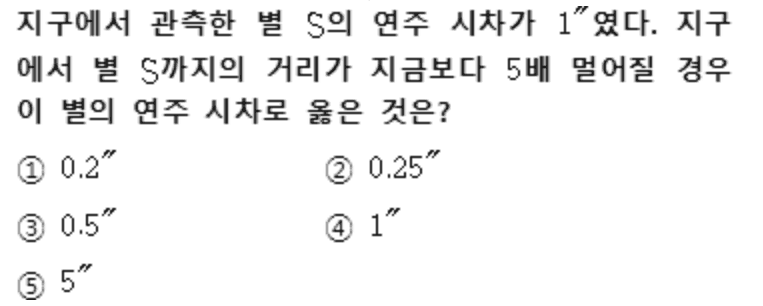 지구에서 관측한 별 S의 연주 시차가 1″였다. 지구
에서 별 S까지의 거리가 지금보다 5배 멀어질 경우
이 별의 연주 시차로 옳은 것은?
① 0.2″ ② 0.25″
③ 0.5″ ④ 1″
⑤ 5″